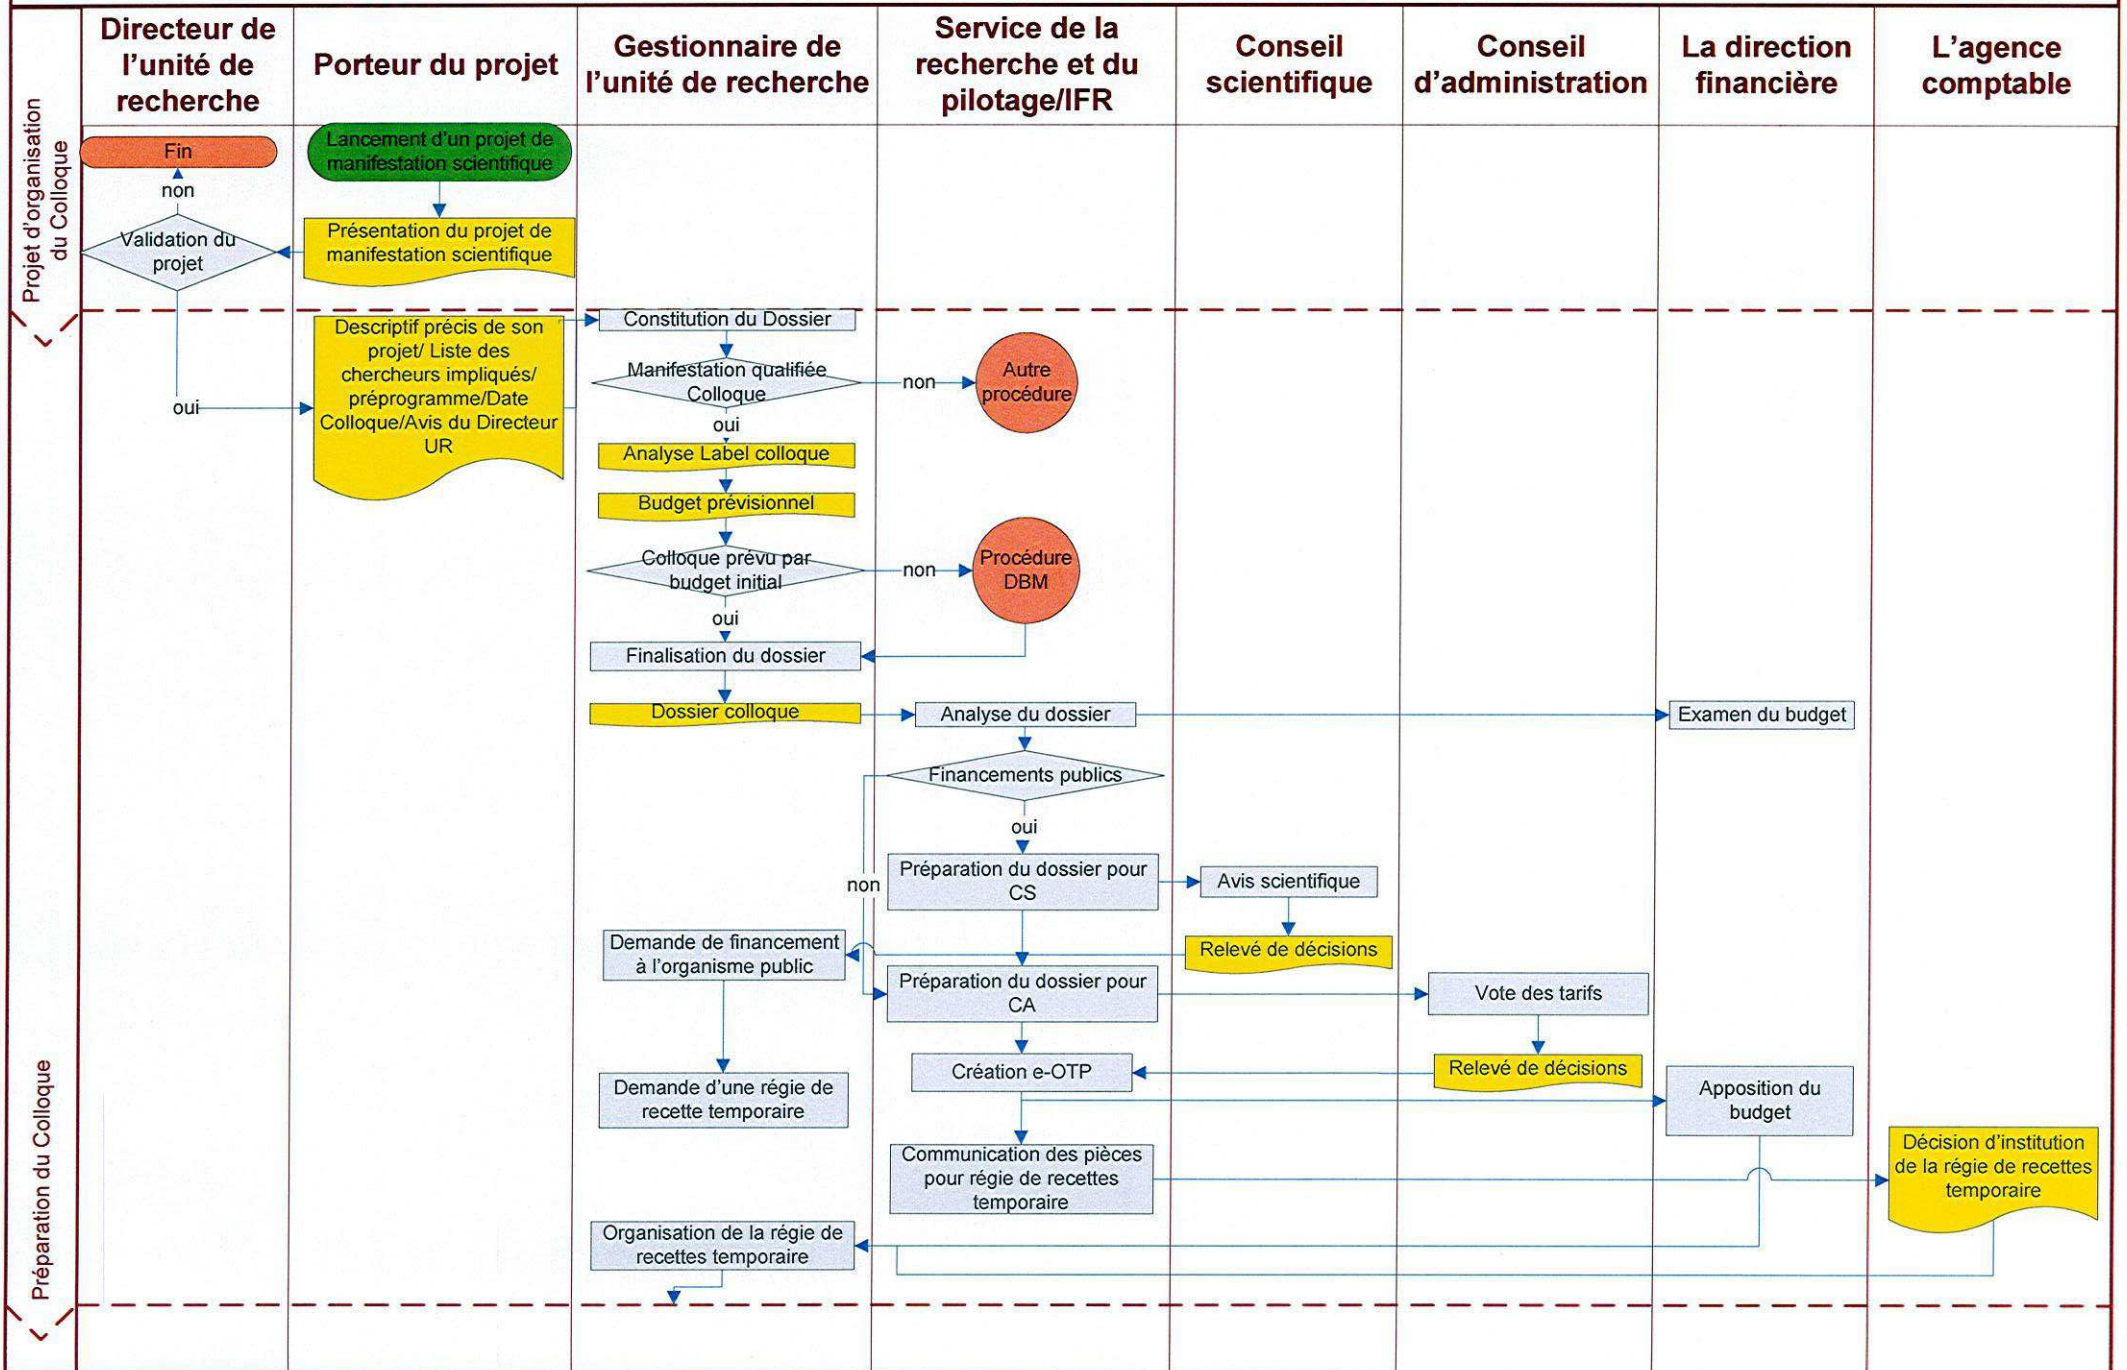 Directeur de
l'unité de
recherche
Porteur du projet
Gestionnaire de
l'unité de recherche
Service de la
recherche et du
pilotage/IFR
Conseil
scientifique
Conseil
d'administration
La direction
financière
L'agence
comptable
Projet d'organisation
du Colloque
Fin
Lancement d'un projet de
manifestation scientifique
non
Validation du
projet
Présentation du projet de
manifestation scientifique
oui
Descriptif précis de son
projet/ Liste des
chercheurs impliqués/
préprogramme/Date
Colloque/Avis du Directeur
UR
Constitution du Dossier
Manifestation qualifiée
Colloque
non
Autre
procédure
oui
Analyse Label colloque
Budget prévisionnel
Colloque prévu par
budget initial
non
Procédure
DBM
oui
Finalisation du dossier
Dossier colloque
Analyse du dossier
Examen du budget
Financements publics
oui
non
Préparation du dossier pour
CS
Avis scientifique
Relevé de décisions
Demande de financement
à l'organisme public
Préparation du dossier pour
CA
Vote des tarifs
Relevé de décisions
Création e-OTP
Demande d'une régie de
recette temporaire
Apposition du
budget
Communication des pièces
pour régie de recettes
temporaire
Décision d'institution
de la régie de recettes
temporaire
Organisation de la régie de
recettes temporaire
Préparation du Colloque